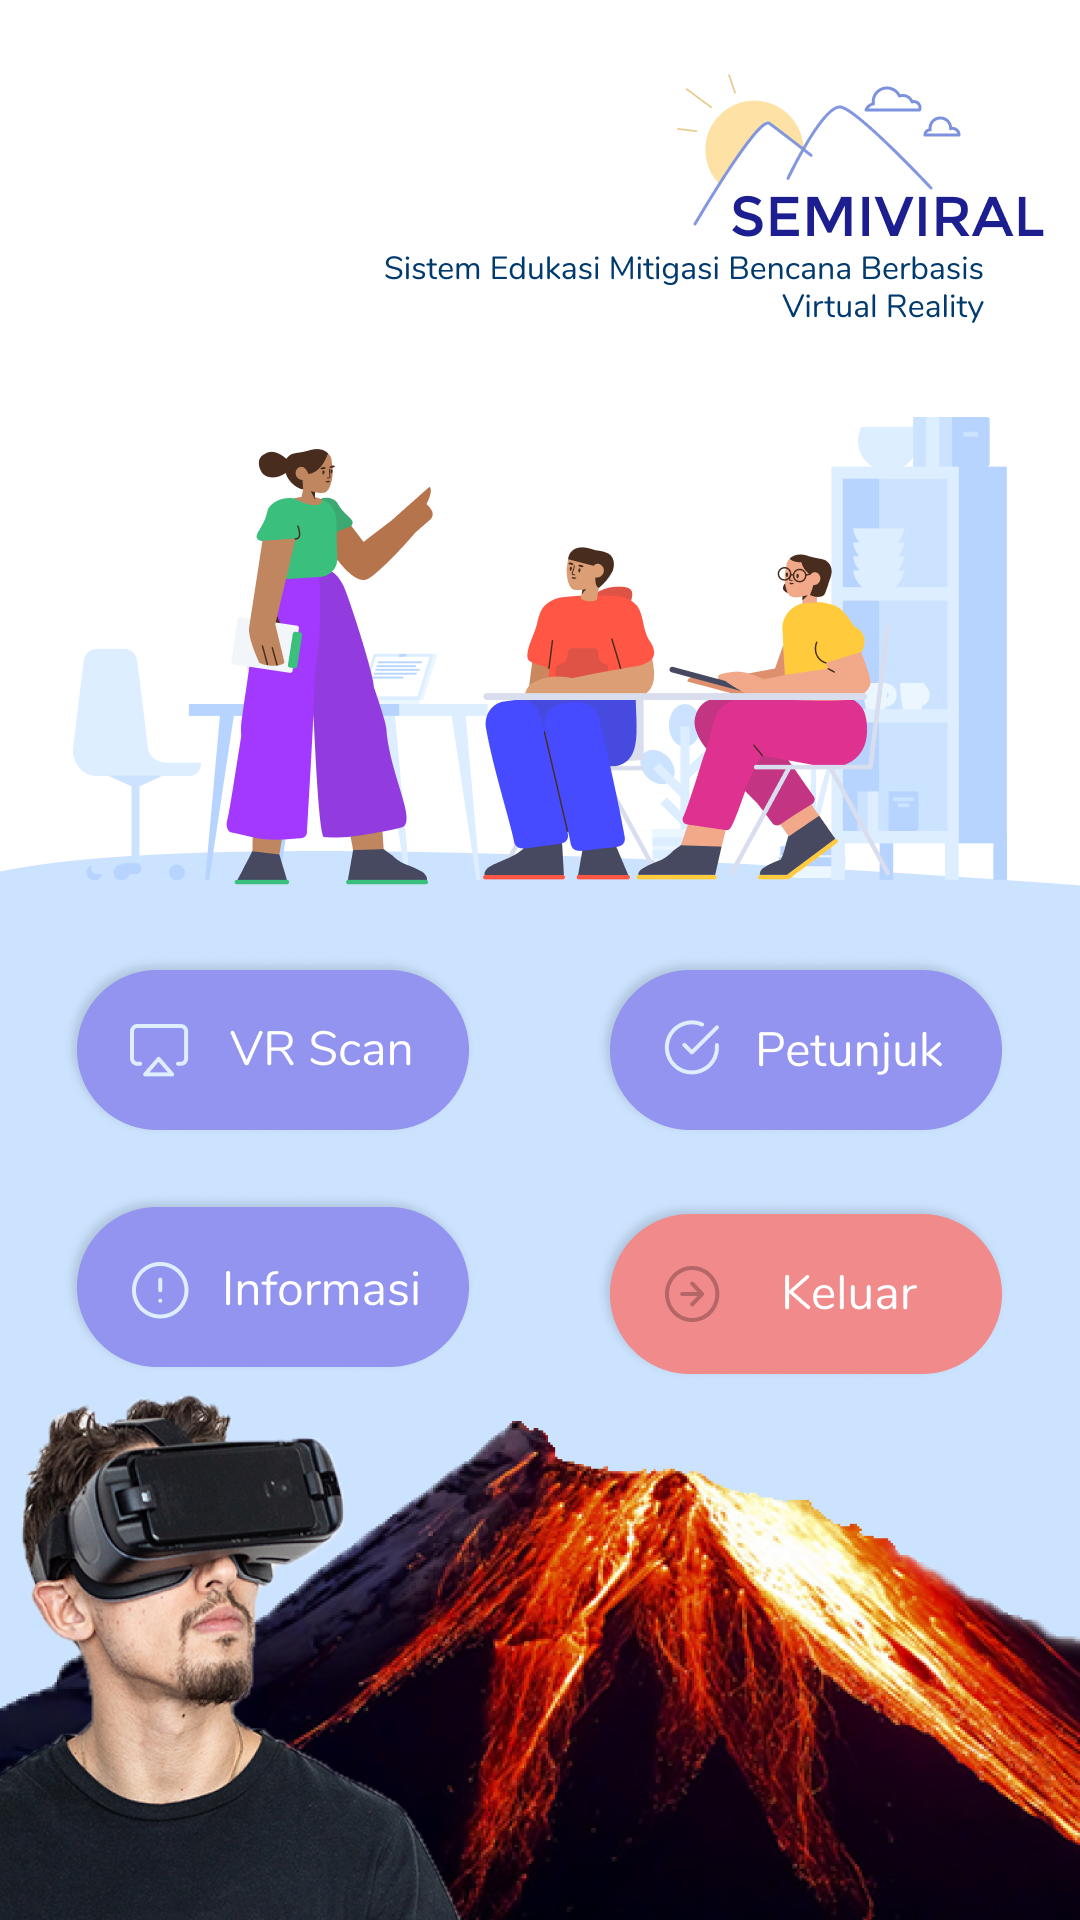 SEMIVIRAL
Sistem Edukasi Mitigasi Bencana Berbasis
Virtual Reality
VR Scan
Petunjuk
Informasi
Keluar